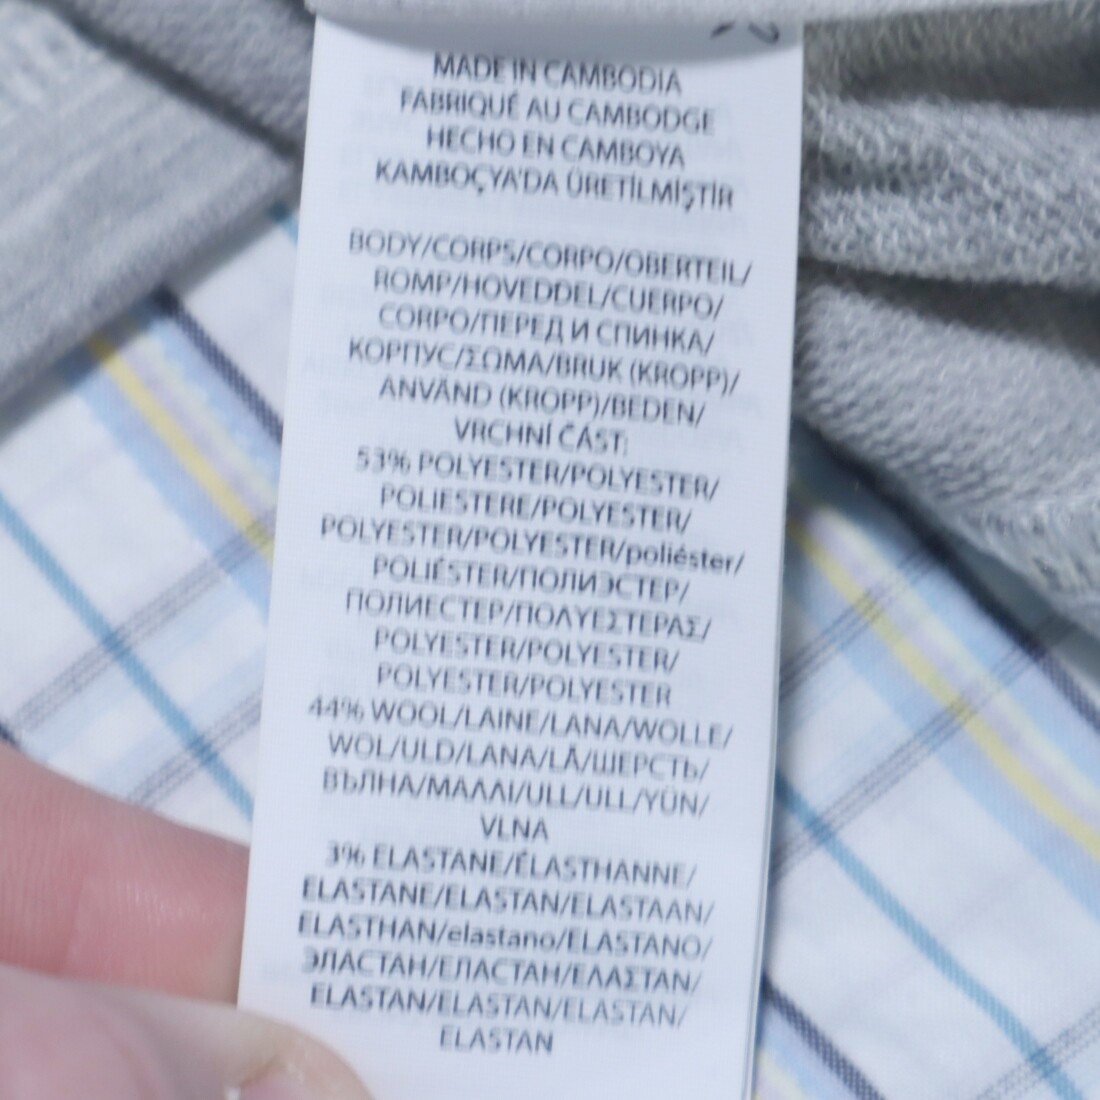 MADE IN CAMBODIA
FABRIQUÉ AU CAMBODGE
HECHO EN CAMBOYA
KAMBOÇYA'DA ÜRETİLMİŞTİR
BODY/CORPS/CORPO/OBERTEIL/
ROMP/HOVEDDEL/CUERPO/
CORPO/ПЕРЕД И СПИНКА/
КОРПУС/ΣΩΜΑ/BRUK (KROPP)/
ANVÄND (KROPP)/BEDEN/
VRCHNÍ ČÁST:
53% POLYESTER/POLYESTER/
POLIESTERE/POLYESTER/
POLYESTER/POLYESTER/poliéster/
POLIÉSTER/ПОЛИЭСТЕР/
ПОЛИЕСТЕР/ΠΟΛΥΕΣΤΕΡΑΣ/
POLYESTER/POLYESTER/
POLYESTER/POLYESTER
44% WOOL/LAINE/LANA/WOLLE/
WOL/ULD/LANA/LÃ/ШЕРСТЬ/
ВЪЛНА/ΜΑΛΛΙ/ULL/ULL/YÜN/
VLNA
3% ELASTANE/ÉLASTHANNE/
ELASTANE/ELASTAN/ELASTAAN/
ELASTHAN/elastano/ELASTANO/
ЭЛАСТАН/ЕЛАСТАН/ΕΛΑΣΤΑΝ/
ELASTAN/ELASTAN/ELASTAN/
ELASTAN